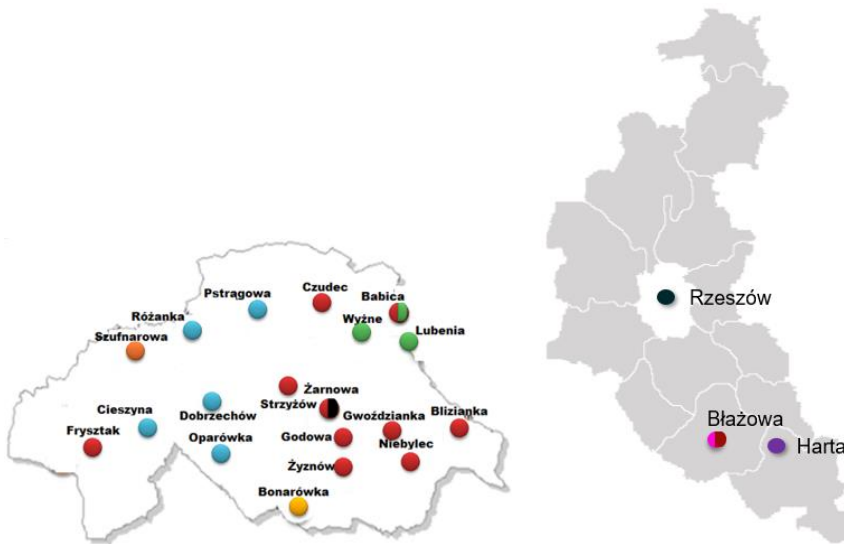 Czudec
Pstrągowa
Babica
Różanka
Wyżne
Lubenia
Szufnarowa
Żarnowa
Strzyżów
Cieszyna
Dobrzechów
Gwoździanka
Blizianka
Frysztak
Oparówka
Godowa
Niebylec
Żyznów
Bonarówka
Rzeszów
Błażowa
Harta